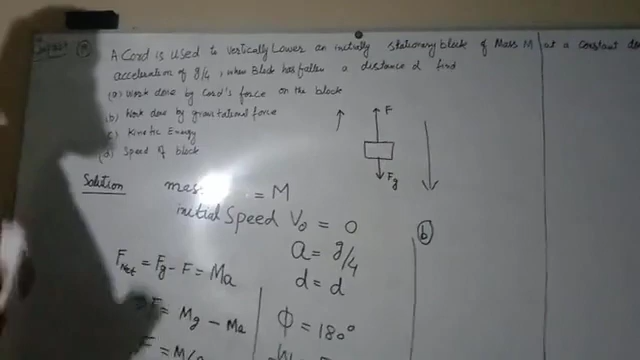 A Cord is used to vertically Lower an initially stationary block of Mass M at a constant
acceleration of g/4, when Block has fallen a distance d find
(a) Work done by Cord's force on the block
(b) Work done by gravitational force
(c) Kinetic Energy
(d) Speed of block
F
Fg
Solution
= M
initial Speed V₀ = 0
a = g/4
d = d
(b)
F_Net = Fg - F = Ma
F = Mg - Ma
ϕ = 180°